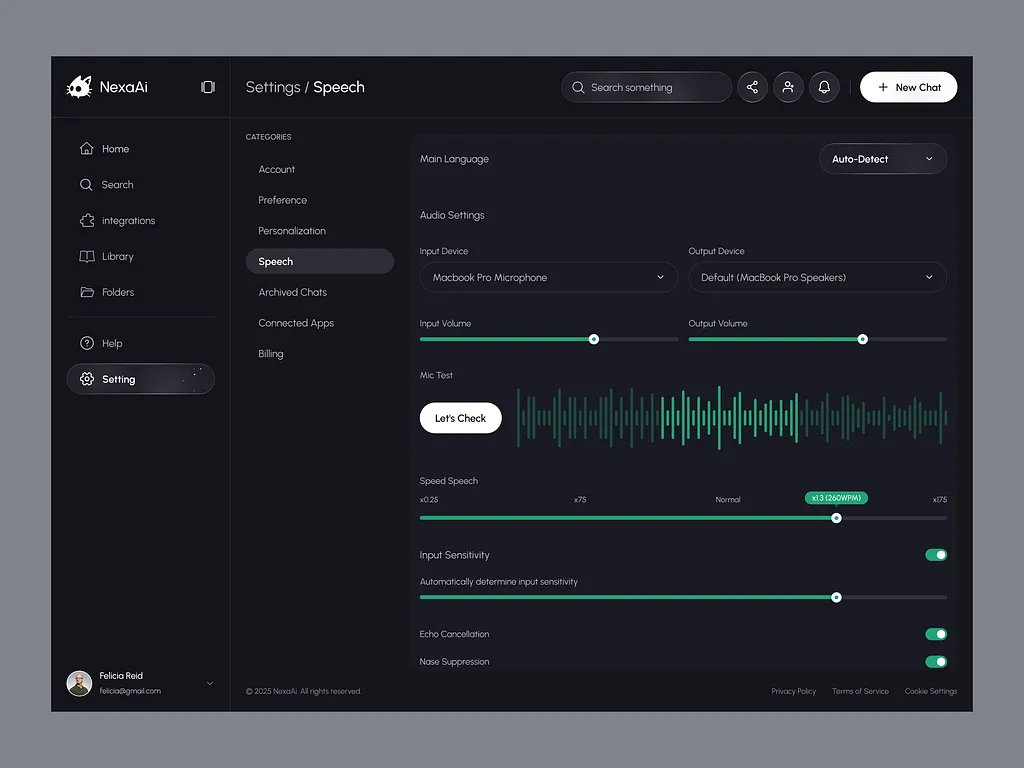 NexaAi
Settings / Speech
Search something
New Chat
Home
Search
integrations
Library
Folders
Help
Setting
CATEGORIES
Account
Preference
Personalization
Speech
Archived Chats
Connected Apps
Billing
Main Language
Auto-Detect
Audio Settings
Input Device
Output Device
Macbook Pro Microphone
Default (MacBook Pro Speakers)
Input Volume
Output Volume
Mic Test
Let's Check
Speed Speech
x0.25
x75
Normal
x1.3 (260WPM)
x175
Input Sensitivity
Automatically determine input sensitivity
Echo Cancellation
Nase Suppression
Felicia Reid
felicia@gmail.com
© 2025 NexaAi. All rights reserved.
Privacy Policy
Terms of Service
Cookie Settings